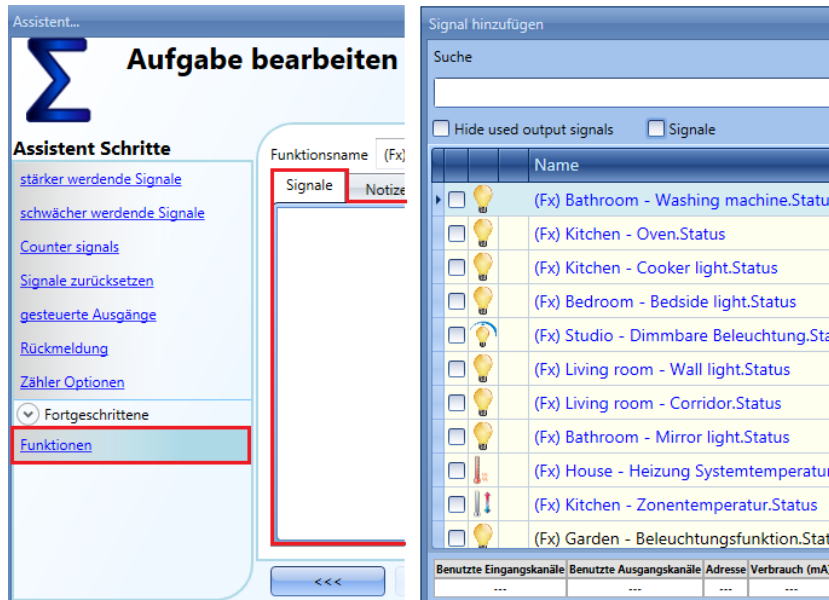 Assistent...
Aufgabe bearbeiten
Assistent Schritte
stärker werdende Signale
schwächer werdende Signale
Counter signals
Signale zurücksetzen
gesteuerte Ausgänge
Rückmeldung
Zähler Optionen
Fortgeschrittene
Funktionen
Funktionsname (Fx)
Signale
Notize
<<<
Signal hinzufügen
Suche
Hide used output signals
Signale
Name
(Fx) Bathroom - Washing machine.Statu
(Fx) Kitchen - Oven.Status
(Fx) Kitchen - Cooker light.Status
(Fx) Bedroom - Bedside light.Status
(Fx) Studio - Dimmbare Beleuchtung.Sta
(Fx) Living room - Wall light.Status
(Fx) Living room - Corridor.Status
(Fx) Bathroom - Mirror light.Status
(Fx) House - Heizung Systemtemperatur
(Fx) Kitchen - Zonentemperatur.Status
(Fx) Garden - Beleuchtungsfunktion.Stat
Benutzte Eingangskanäle Benutzte Ausgangskanäle Adresse Verbrauch (mA)
--- --- --- ---